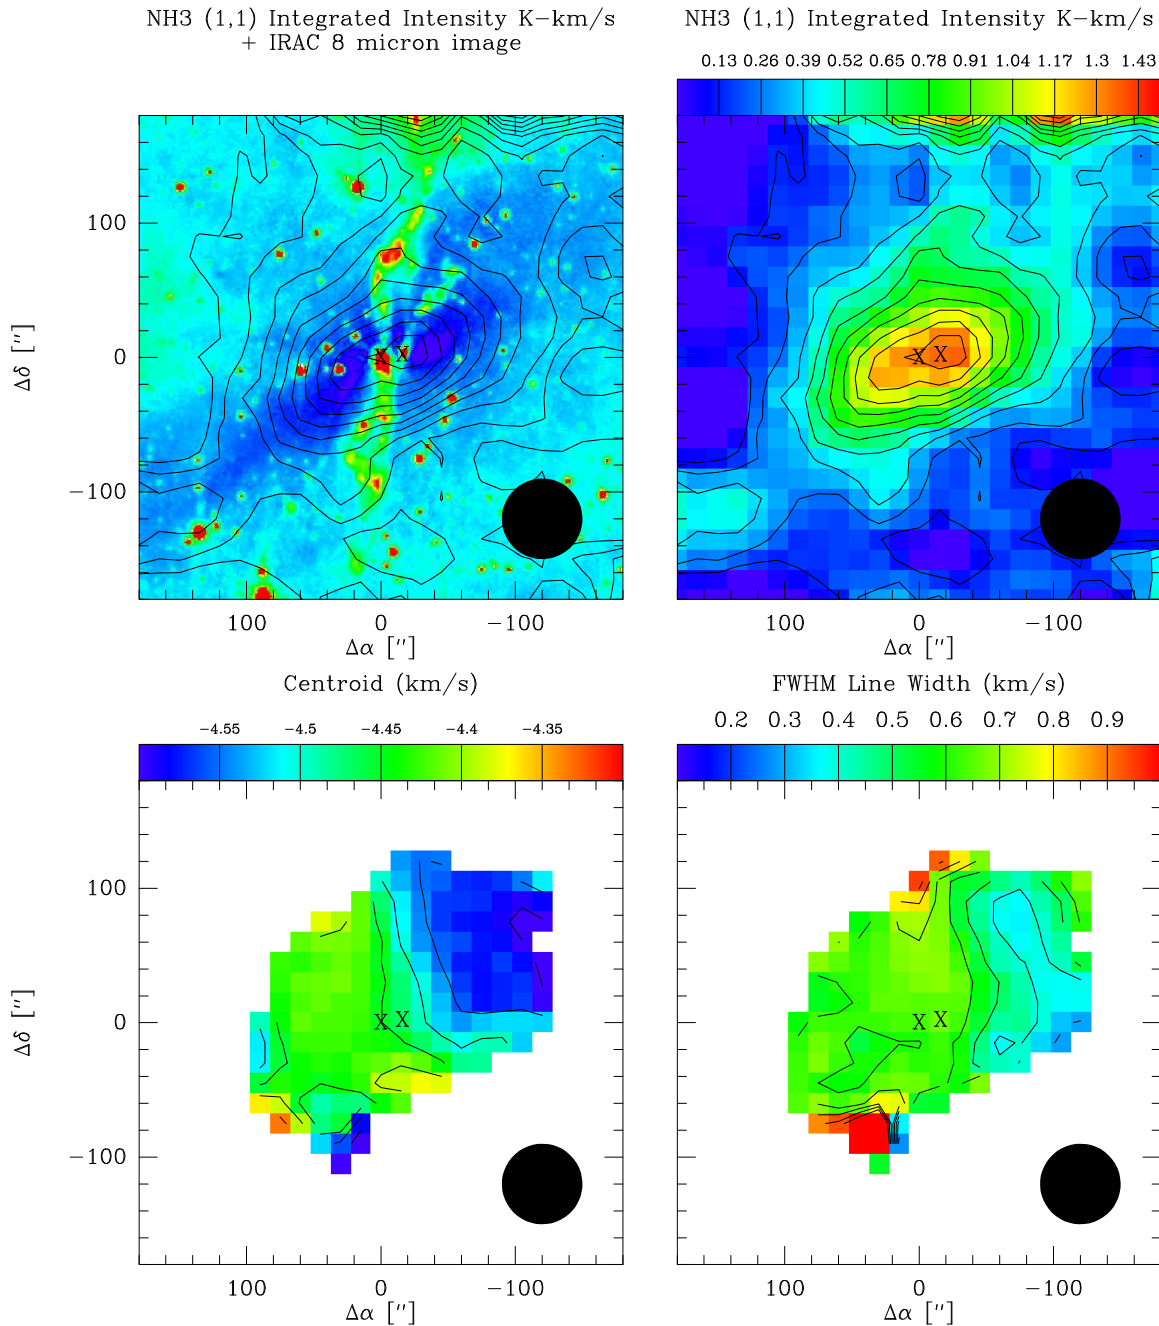 NH3 (1,1) Integrated Intensity K-km/s
+ IRAC 8 micron image
NH3 (1,1) Integrated Intensity K-km/s
0.13 0.26 0.39 0.52 0.65 0.78 0.91 1.04 1.17 1.3 1.43
Δδ ["]
100
0
-100
X X
X X
100 0 -100
Δα ["]
100 0 -100
Δα ["]
Centroid (km/s)
-4.55 -4.5 -4.45 -4.4 -4.35
FWHM Line Width (km/s)
0.2 0.3 0.4 0.5 0.6 0.7 0.8 0.9
Δδ ["]
100
0
-100
X X
X X
100 0 -100
Δα ["]
100 0 -100
Δα ["]